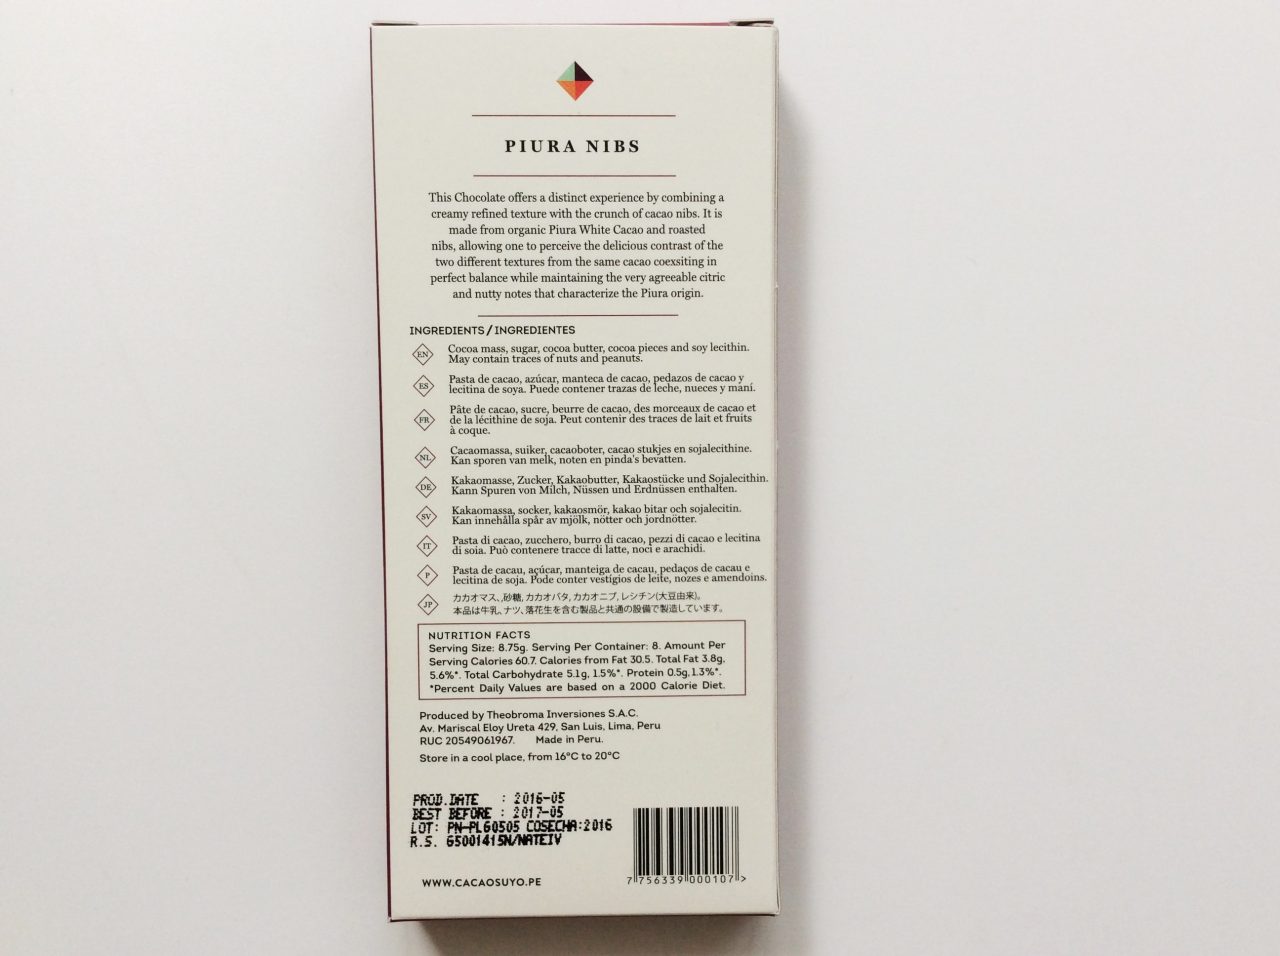 PIURA NIBS
This Chocolate offers a distinct experience by combining a
creamy refined texture with the crunch of cacao nibs. It is
made from organic Piura White Cacao and roasted
nibs, allowing one to perceive the delicious contrast of the
two different textures from the same cacao coexsiting in
perfect balance while maintaining the very agreeable citric
and nutty notes that characterize the Piura origin.
INGREDIENTS / INGREDIENTES
EN Cocoa mass, sugar, cocoa butter, cocoa pieces and soy lecithin.
May contain traces of nuts and peanuts.
ES Pasta de cacao, azúcar, manteca de cacao, pedazos de cacao y
lecitina de soya. Puede contener trazas de leche, nueces y maní.
FR Pâte de cacao, sucre, beurre de cacao, des morceaux de cacao et
de la lécithine de soja. Peut contenir des traces de lait et fruits
à coque.
NL Cacaomassa, suiker, cacaoboter, cacao stukjes en sojalecithine.
Kan sporen van melk, noten en pinda's bevatten.
DE Kakaomasse, Zucker, Kakaobutter, Kakaostücke und Sojalecithin.
Kann Spuren von Milch, Nüssen und Erdnüssen enthalten.
SV Kakaomassa, socker, kakaosmör, kakao bitar och sojalecitin.
Kan innehålla spår av mjölk, nötter och jordnötter.
IT Pasta di cacao, zucchero, burro di cacao, pezzi di cacao e lecitina
di soia. Può contenere tracce di latte, noci e arachidi.
P Pasta de cacau, açúcar, manteiga de cacau, pedaços de cacau e
lecitina de soja. Pode conter vestígios de leite, nozes e amendoins.
JP カカオマス、砂糖, カカオバタ, カカオニブ, レシチン(大豆由来)。
本品は牛乳、ナツ、落花生を含む製品と共通の設備で製造しています。
NUTRITION FACTS
Serving Size: 8.75g. Serving Per Container: 8. Amount Per
Serving Calories 60.7. Calories from Fat 30.5. Total Fat 3.8g,
5.6%*. Total Carbohydrate 5.1g, 1.5%*. Protein 0.5g,1.3%*.
*Percent Daily Values are based on a 2000 Calorie Diet.
Produced by Theobroma Inversiones S.A.C.
Av. Mariscal Eloy Ureta 429, San Luis, Lima, Peru
RUC 20549061967. Made in Peru.
Store in a cool place, from 16°C to 20°C
PROD.DATE : 2016-05
BEST BEFORE : 2017-05
LOT: PN-PL60505 COSECHA:2016
R.S. 6500141SN/NATEIV
7 756339 000107 >
WWW.CACAOSUYO.PE